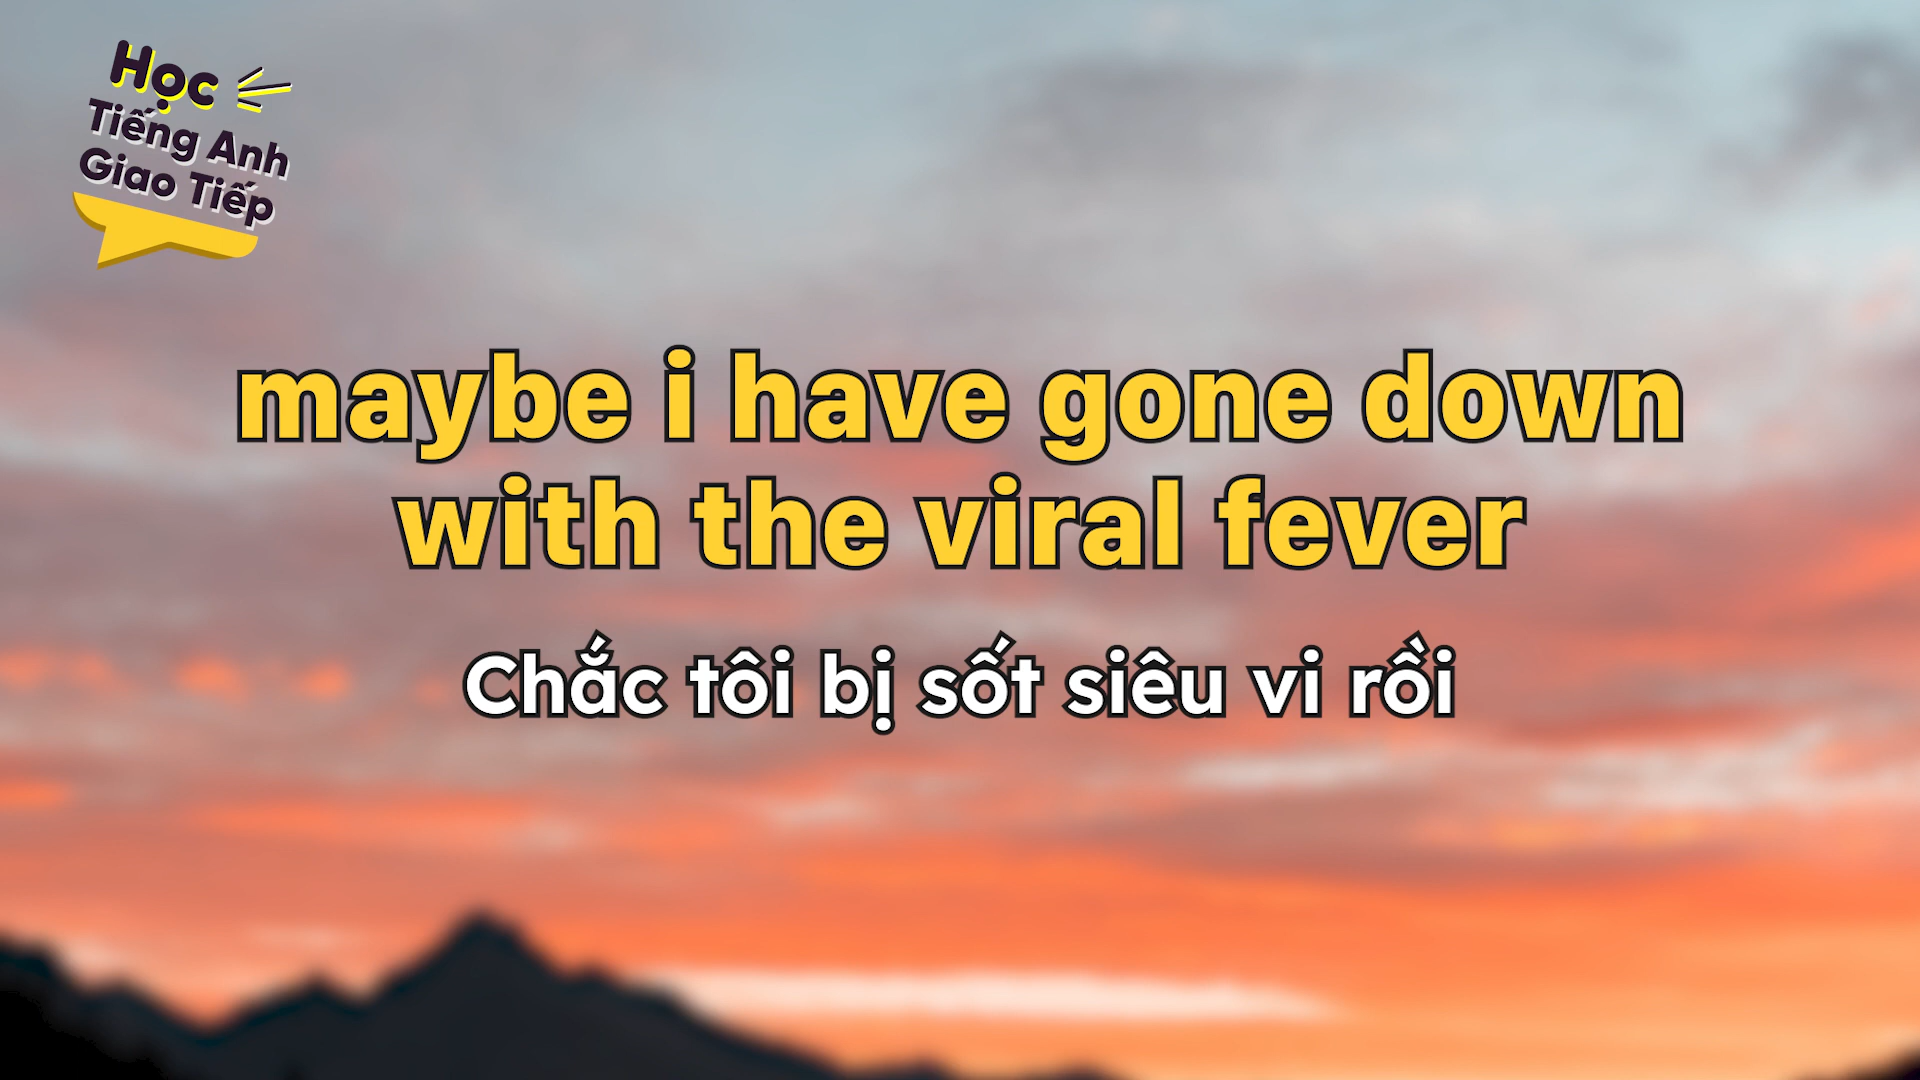 Học
Tiếng Anh
Giao Tiếp
maybe i have gone down
with the viral fever
Chắc tôi bị sốt siêu vi rồi